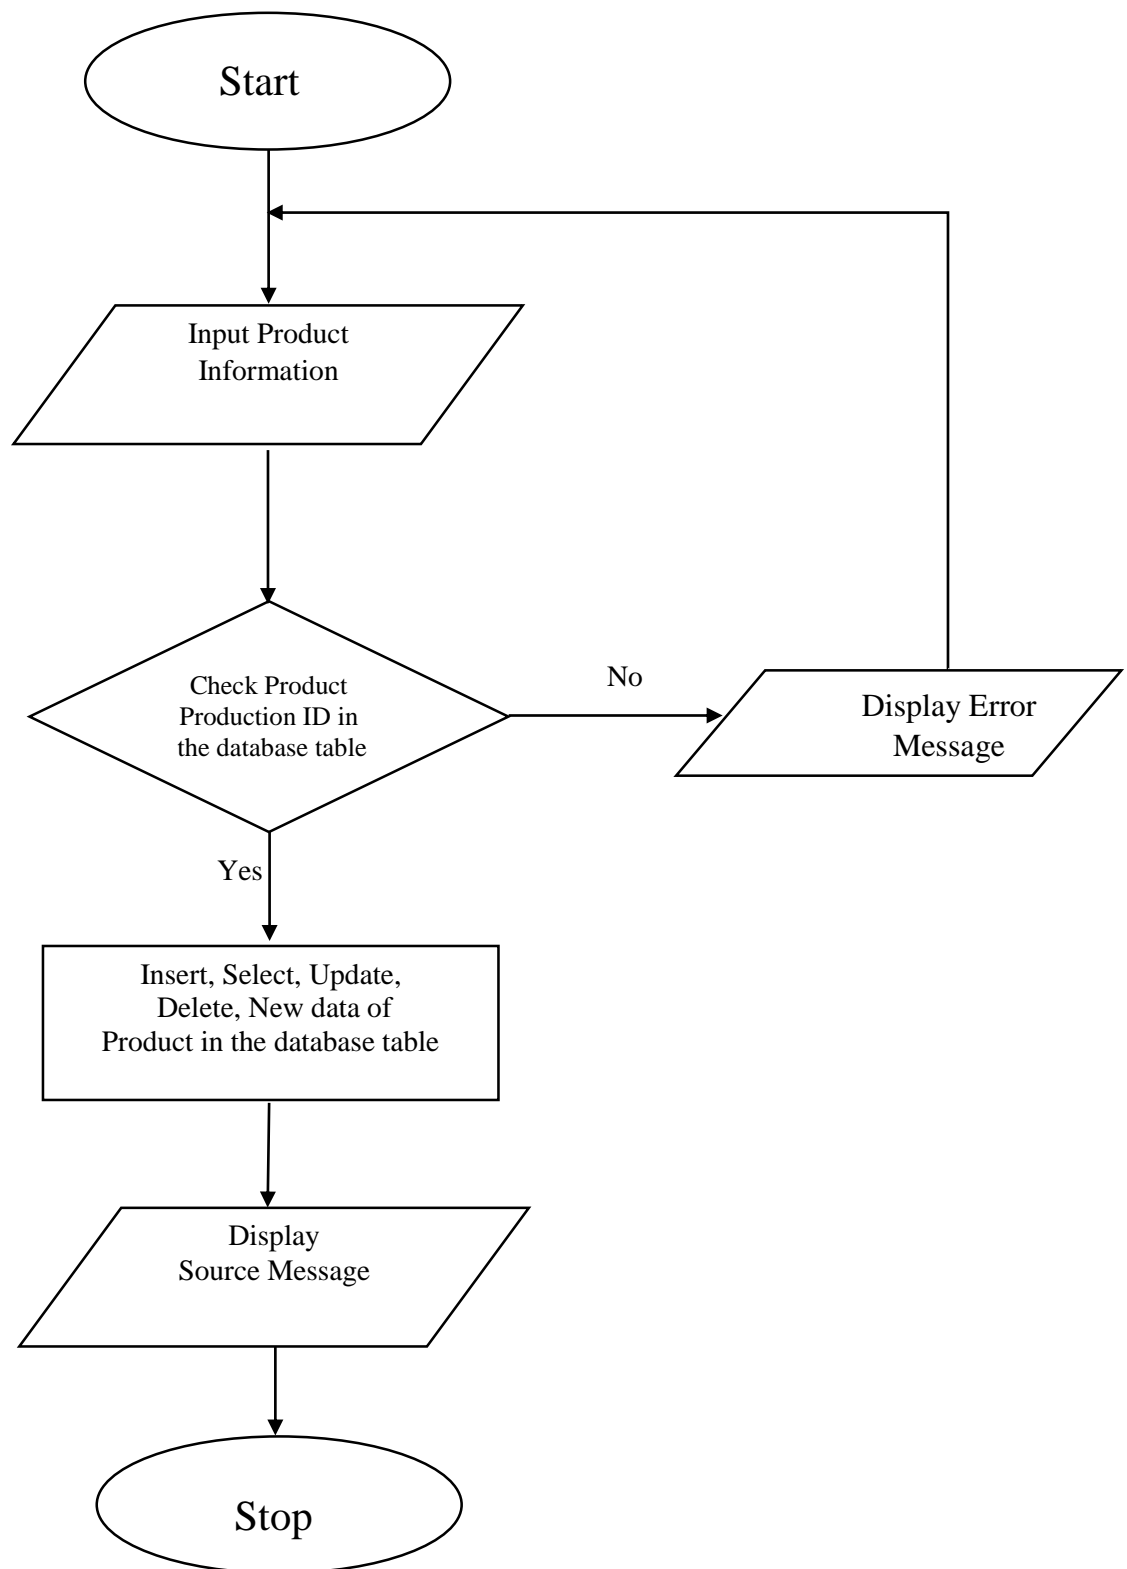 Start
Input Product
Information
Check Product
Production ID in
the database table
No
Display Error
Message
Yes
Insert, Select, Update,
Delete, New data of
Product in the database table
Display
Source Message
Stop